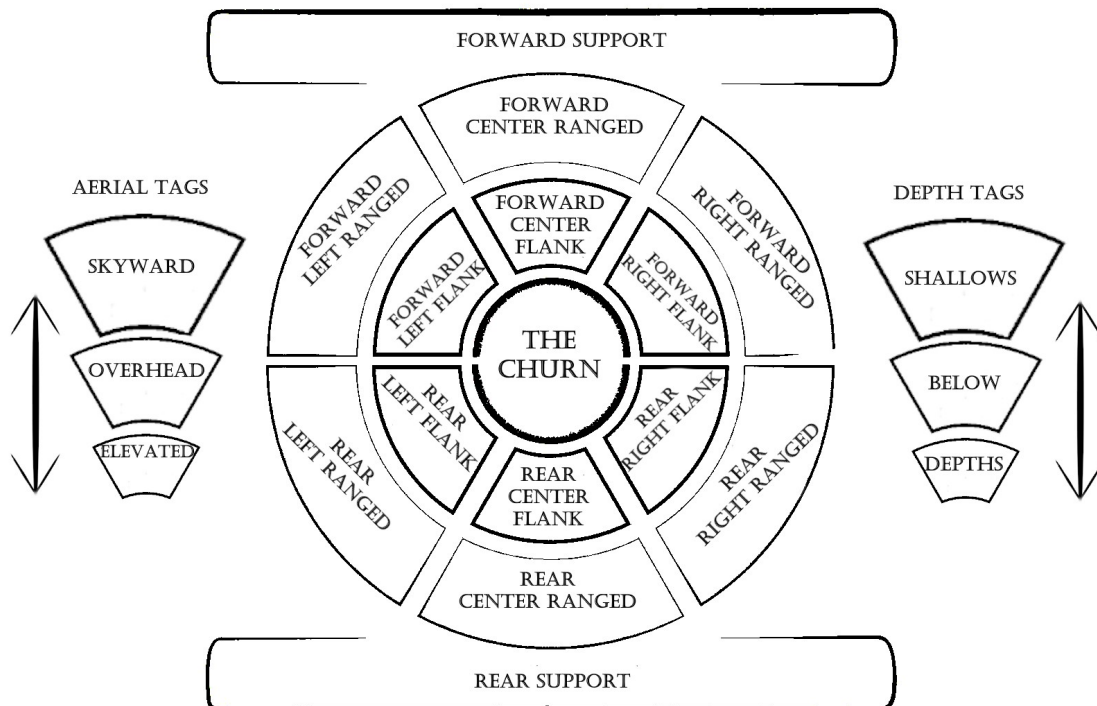 FORWARD SUPPORT
FORWARD
CENTER RANGED
FORWARD
LEFT RANGED
FORWARD
RIGHT RANGED
AERIAL TAGS
SKYWARD
OVERHEAD
ELEVATED
FORWARD
CENTER
FLANK
FORWARD
LEFT FLANK
FORWARD
RIGHT FLANK
THE
CHURN
DEPTH TAGS
SHALLOWS
BELOW
DEPTHS
REAR
LEFT FLANK
REAR
RIGHT FLANK
REAR
CENTER
FLANK
REAR
LEFT RANGED
REAR
RIGHT RANGED
REAR
CENTER RANGED
REAR SUPPORT